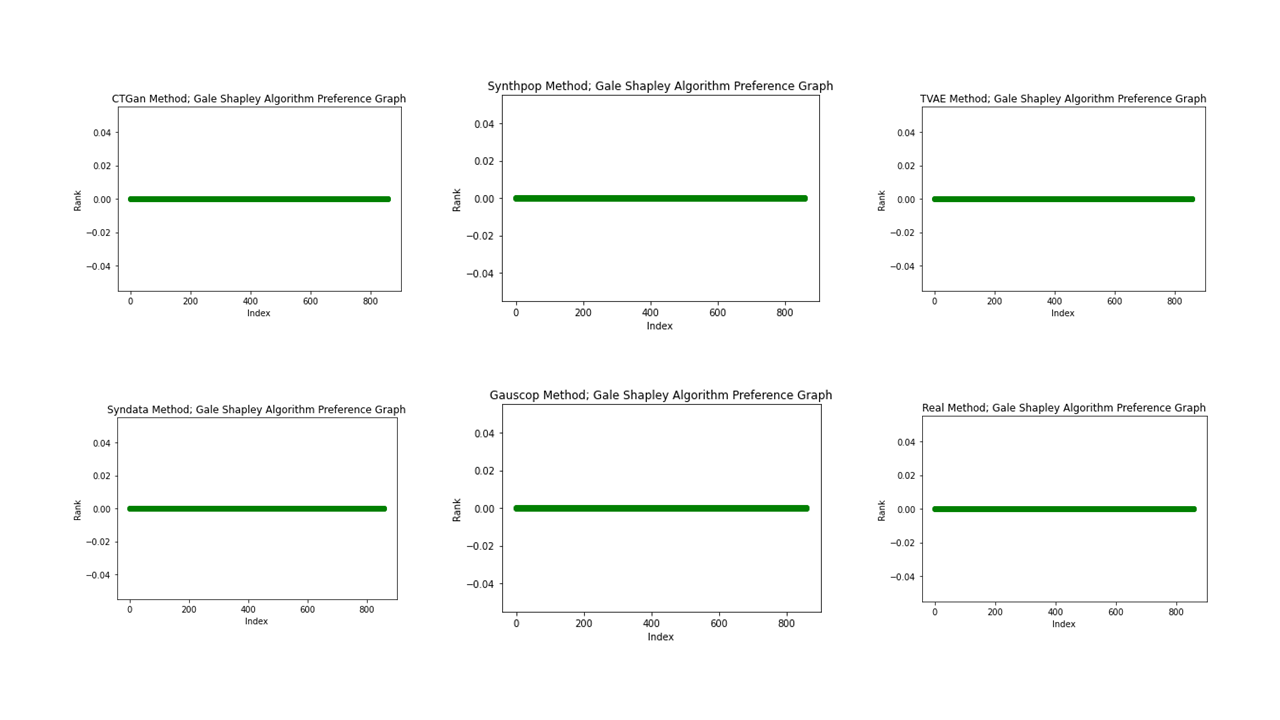 CTGan Method; Gale Shapley Algorithm Preference Graph
0.04
0.02
0.00
−0.02
−0.04
Rank
0 200 400 600 800
Index
Synthpop Method; Gale Shapley Algorithm Preference Graph
0.04
0.02
0.00
−0.02
−0.04
Rank
0 200 400 600 800
Index
TVAE Method; Gale Shapley Algorithm Preference Graph
0.04
0.02
0.00
−0.02
−0.04
Rank
0 200 400 600 800
Index
Syndata Method; Gale Shapley Algorithm Preference Graph
0.04
0.02
0.00
−0.02
−0.04
Rank
0 200 400 600 800
Index
Gauscop Method; Gale Shapley Algorithm Preference Graph
0.04
0.02
0.00
−0.02
−0.04
Rank
0 200 400 600 800
Index
Real Method; Gale Shapley Algorithm Preference Graph
0.04
0.02
0.00
−0.02
−0.04
Rank
0 200 400 600 800
Index